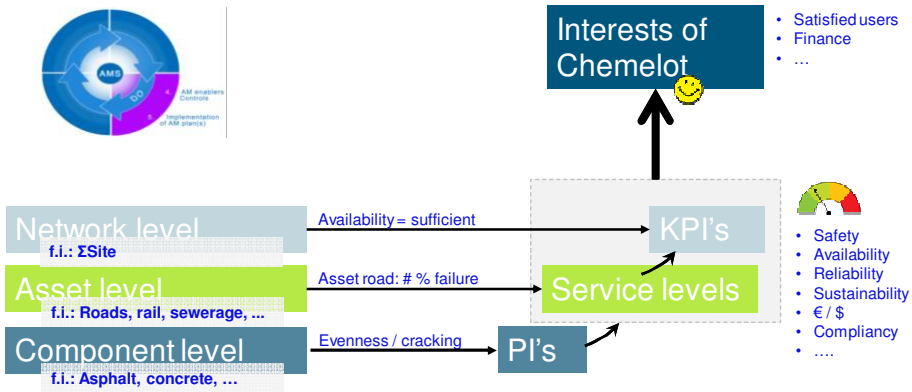 AMS
DO
4. AM enablers
Controls
5. Implementation
of AM plan(s)
Interests of
Chemelot
• Satisfied users
• Finance
• ...
Network level
f.i.: ΣSite
Availability = sufficient
KPI's
Asset level
f.i.: Roads, rail, sewerage, ...
Asset road: # % failure
Service levels
Component level
f.i.: Asphalt, concrete, ...
Evenness / cracking
PI's
• Safety
• Availability
• Reliability
• Sustainability
• € / $
• Compliancy
• ....